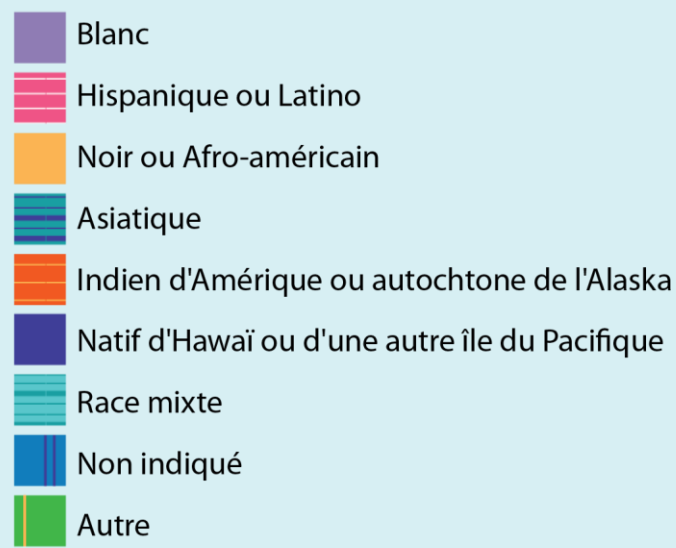 Blanc
Hispanique ou Latino
Noir ou Afro-américain
Asiatique
Indien d'Amérique ou autochtone de l'Alaska
Natif d'Hawaï ou d'une autre île du Pacifique
Race mixte
Non indiqué
Autre